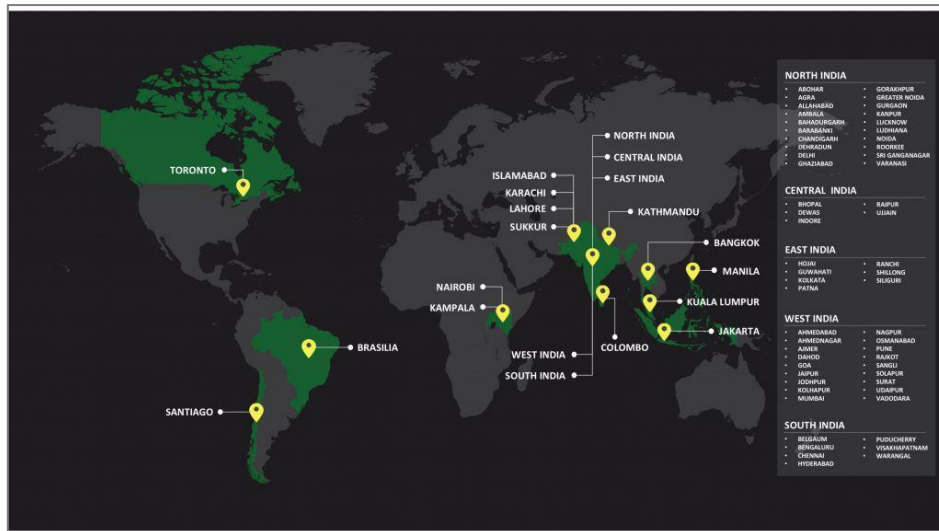 TORONTO
ISLAMABAD
KARACHI
LAHORE
SUKKUR
NORTH INDIA
CENTRAL INDIA
EAST INDIA
KATHMANDU
BANGKOK
MANILA
NAIROBI
KAMPALA
KUALA LUMPUR
JAKARTA
COLOMBO
BRASILIA
WEST INDIA
SOUTH INDIA
SANTIAGO
NORTH INDIA
• ABOHAR • GORAKHPUR
• AGRA • GREATER NOIDA
• ALLAHABAD • GURGAON
• AMBALA • KANPUR
• BAHADURGARH • LUCKNOW
• BARABANKI • LUDHIANA
• CHANDIGARH • NOIDA
• DEHRADUN • ROORKEE
• DELHI • SRI GANGANAGAR
• GHAZIABAD • VARANASI
CENTRAL INDIA
• BHOPAL • RAIPUR
• DEWAS • UJJAIN
• INDORE
EAST INDIA
• HOJAI • RANCHI
• GUWAHATI • SHILLONG
• KOLKATA • SILIGURI
• PATNA
WEST INDIA
• AHMEDABAD • NAGPUR
• AHMEDNAGAR • OSMANABAD
• AJMER • PUNE
• DAHOD • RAJKOT
• GOA • SANGLI
• JAIPUR • SOLAPUR
• JODHPUR • SURAT
• KOLHAPUR • UDAIPUR
• MUMBAI • VADODARA
SOUTH INDIA
• BELGAUM • PUDUCHERRY
• BENGALURU • VISAKHAPATNAM
• CHENNAI • WARANGAL
• HYDERABAD